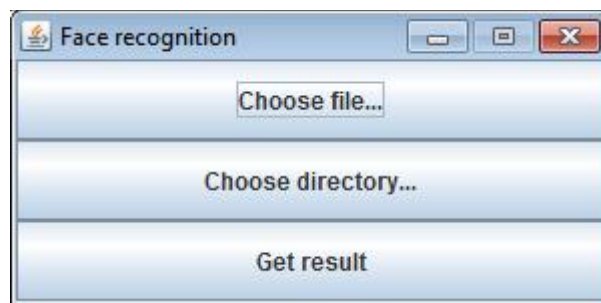 Face recognition
Choose file...
Choose directory...
Get result